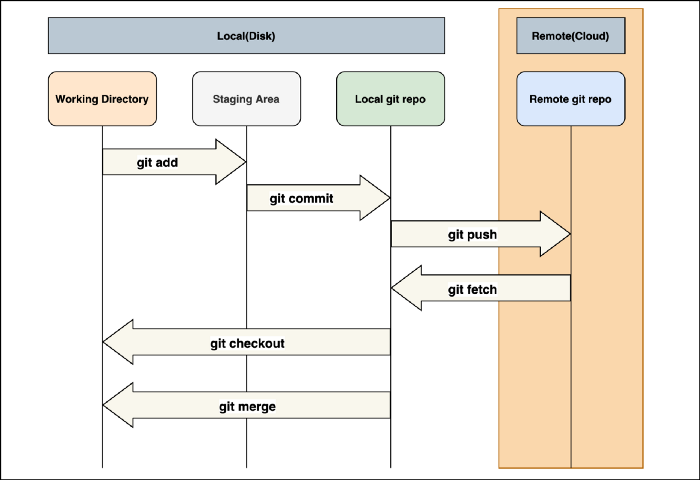 Local(Disk)
Remote(Cloud)
Working Directory
Staging Area
Local git repo
Remote git repo
git add
git commit
git push
git fetch
git checkout
git merge